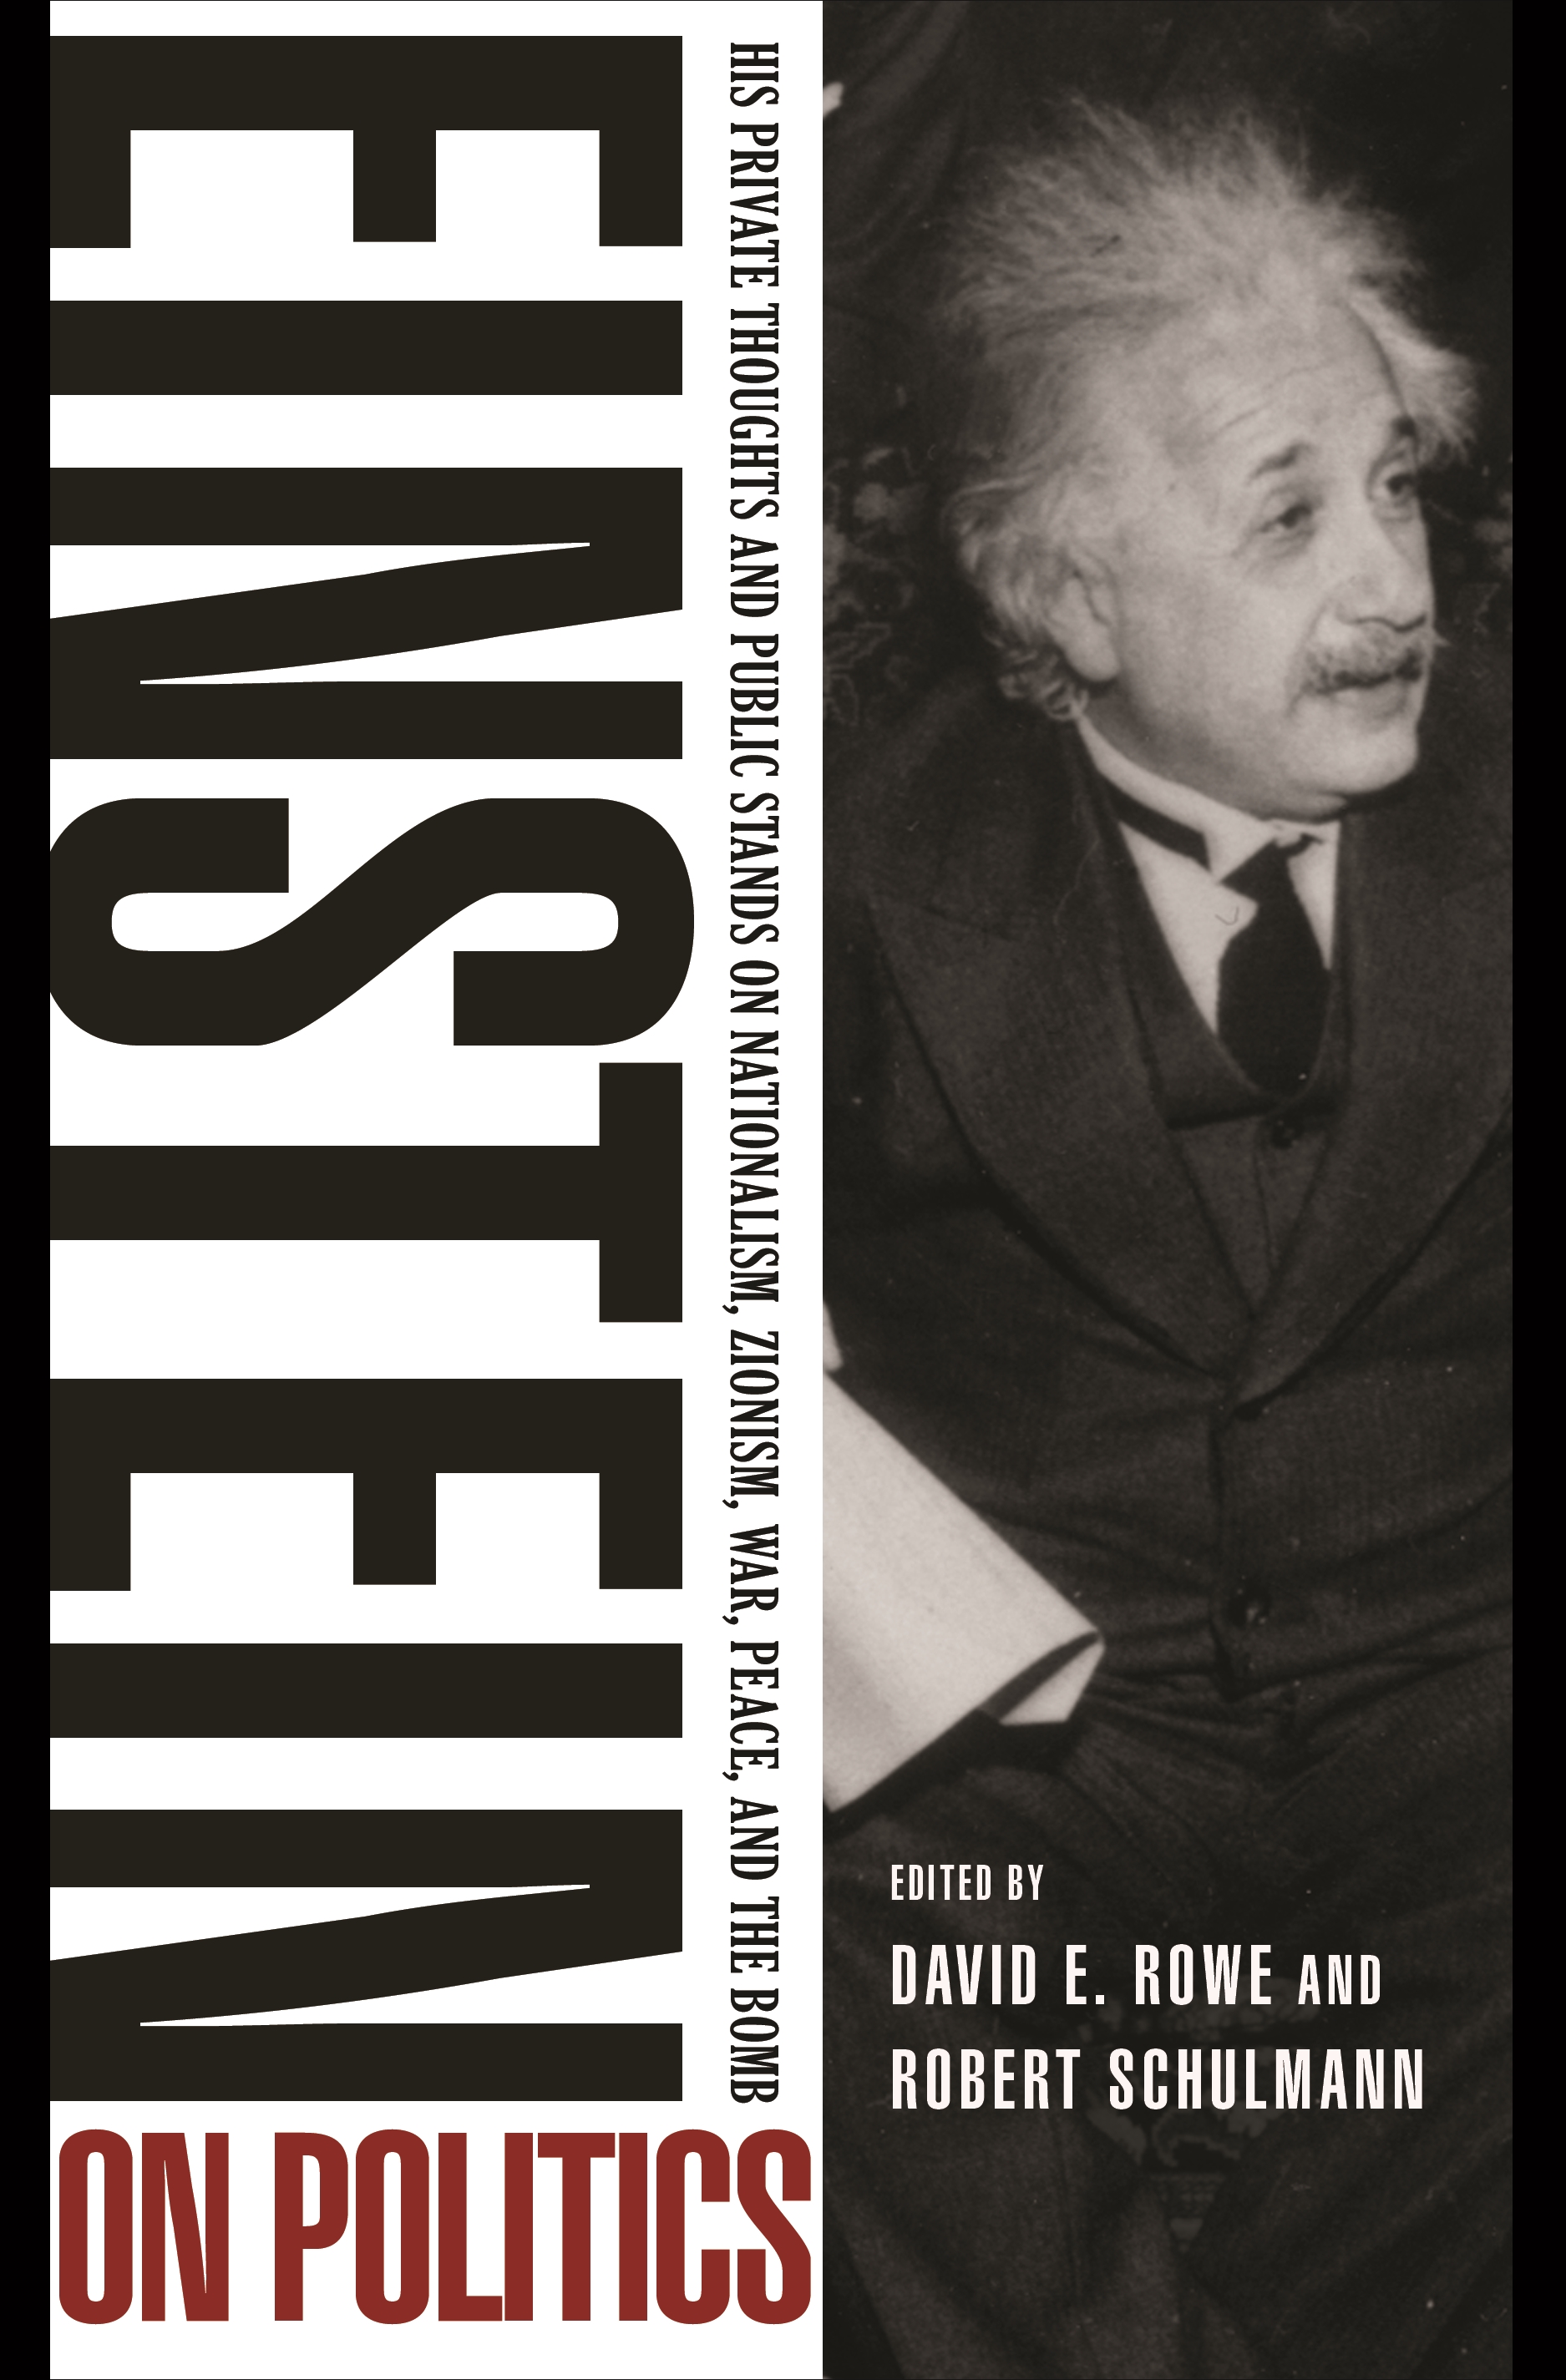 EINSTEIN
HIS PRIVATE THOUGHTS AND PUBLIC STANDS ON NATIONALISM, ZIONISM, WAR, PEACE, AND THE BOMB
ON POLITICS
EDITED BY
DAVID E. ROWE AND
ROBERT SCHULMANN